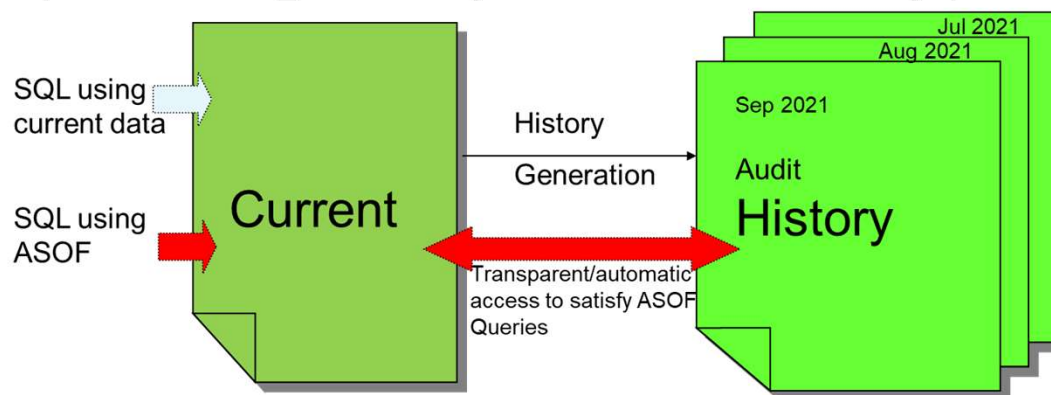 SQL using
current data
SQL using
ASOF
Current
History
Generation
Transparent/automatic
access to satisfy ASOF
Queries
Jul 2021
Aug 2021
Sep 2021
Audit
History